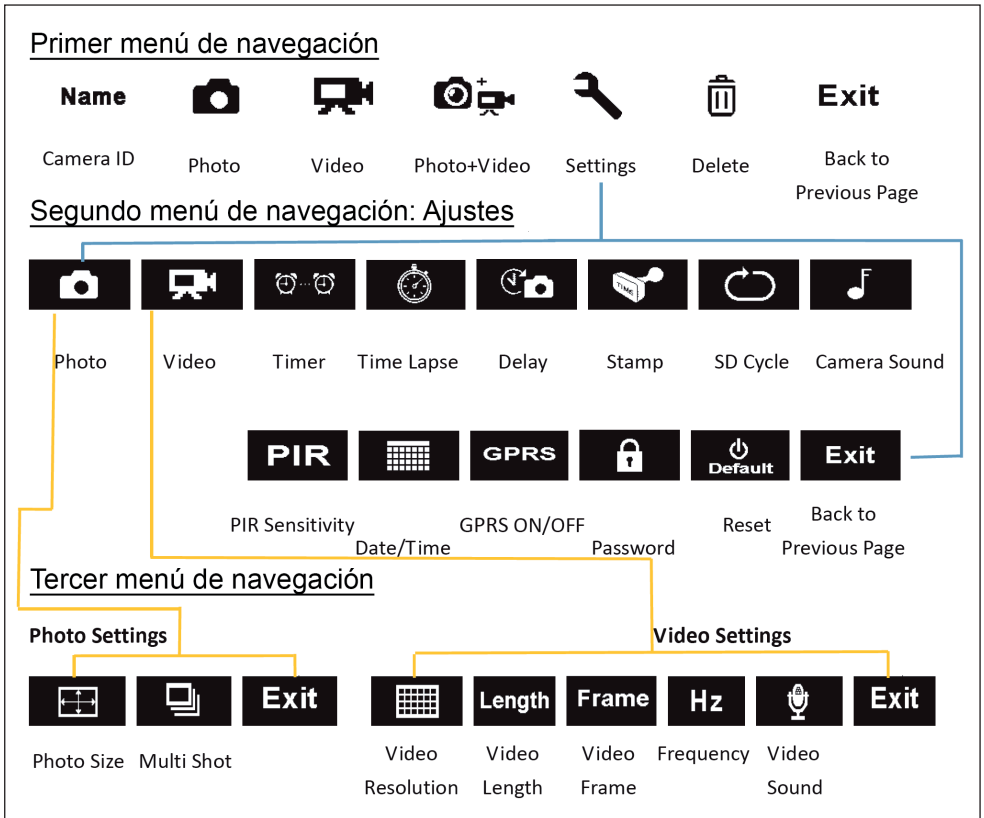 Primer menú de navegación
Name
Exit
Camera ID
Photo
Video
Photo+Video
Settings
Delete
Back to
Previous Page
Segundo menú de navegación: Ajustes
TIME
Photo
Video
Timer
Time Lapse
Delay
Stamp
SD Cycle
Camera Sound
PIR
GPRS
Default
Exit
PIR Sensitivity
Date/Time
GPRS ON/OFF
Password
Reset
Back to
Previous Page
Tercer menú de navegación
Photo Settings
Video Settings
Exit
Length
Frame
Hz
Exit
Photo Size
Multi Shot
Video
Resolution
Video
Length
Video
Frame
Frequency
Video
Sound